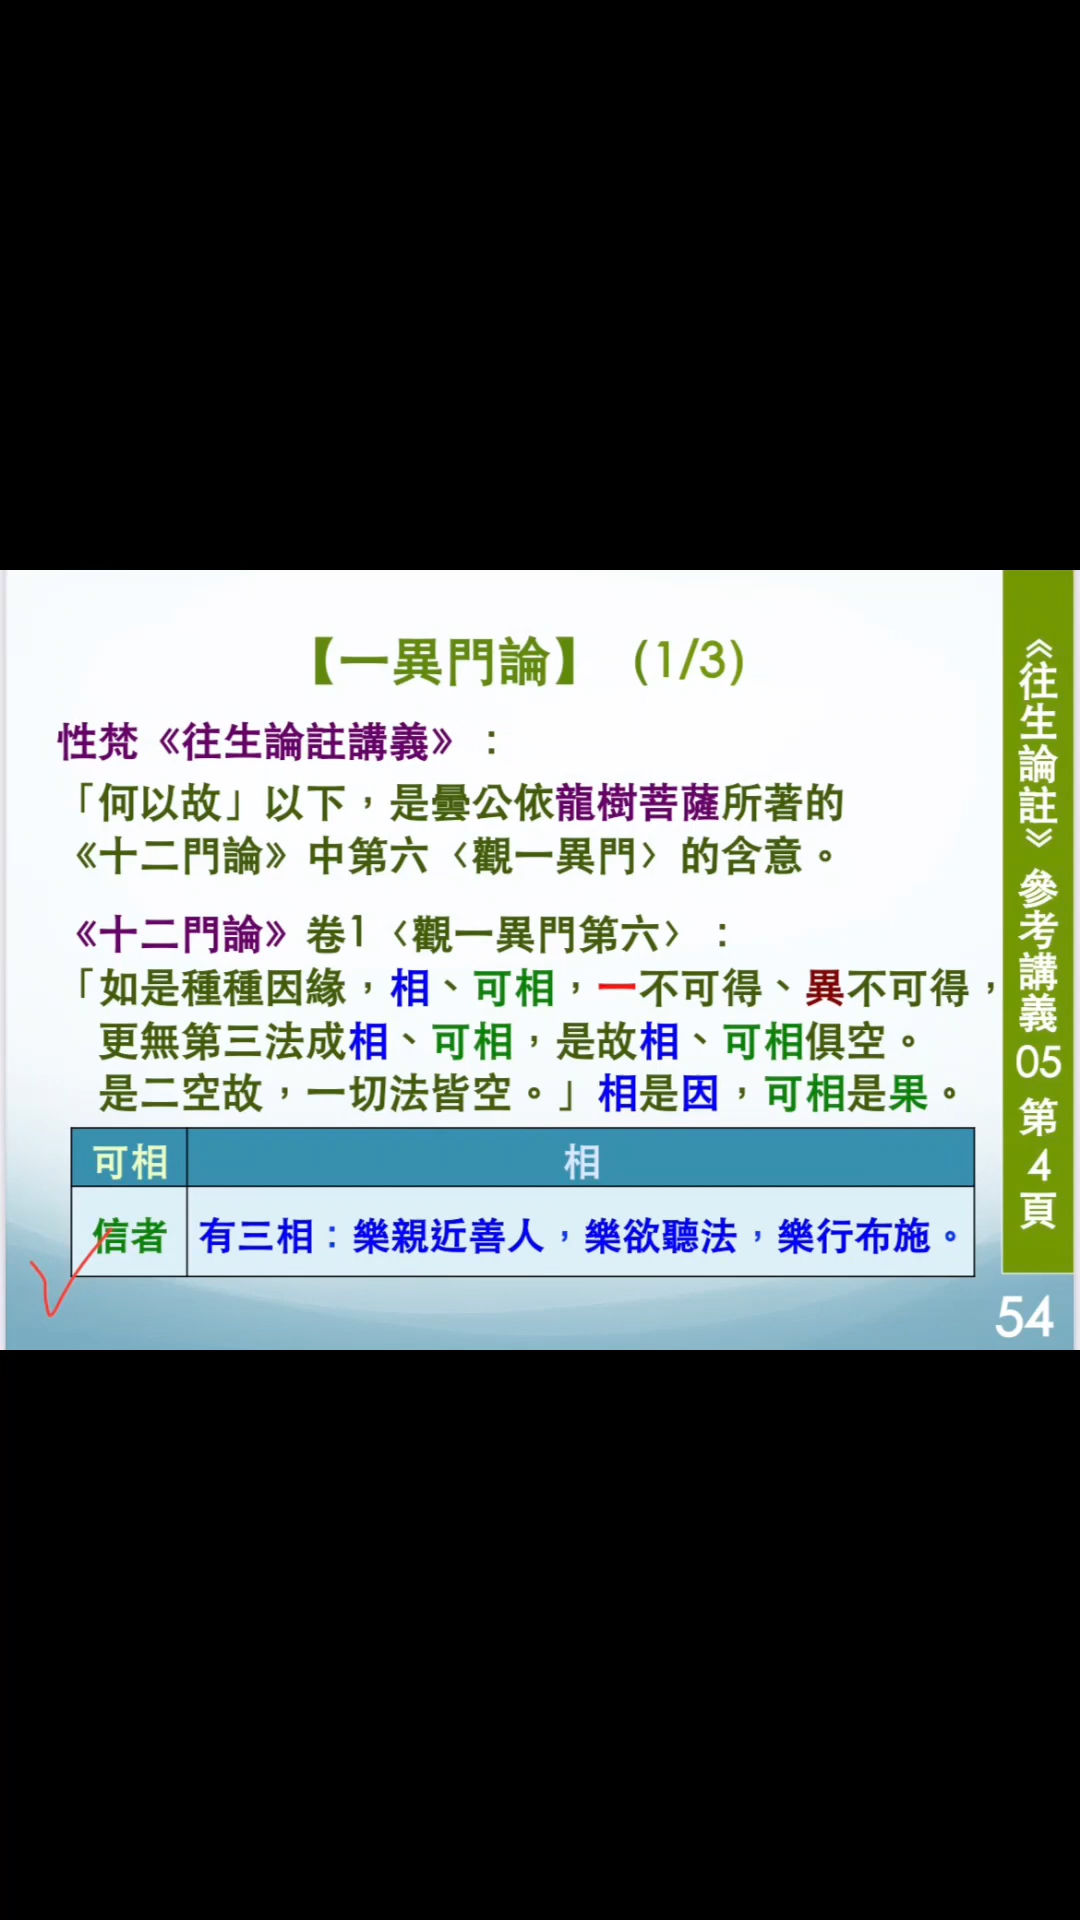 【一異門論】 (1/3)
性梵《往生論註講義》：
「何以故」以下，是曇公依龍樹菩薩所著的
《十二門論》中第六〈觀一異門〉的含意。
《十二門論》卷1〈觀一異門第六〉：
「如是種種因緣，相、可相，一不可得、異不可得，
更無第三法成相、可相，是故相、可相俱空。
是二空故，一切法皆空。」相是因，可相是果。
可相 相
信者 有三相：樂親近善人，樂欲聽法，樂行布施。
《往生論註》參考講義05第4頁
54